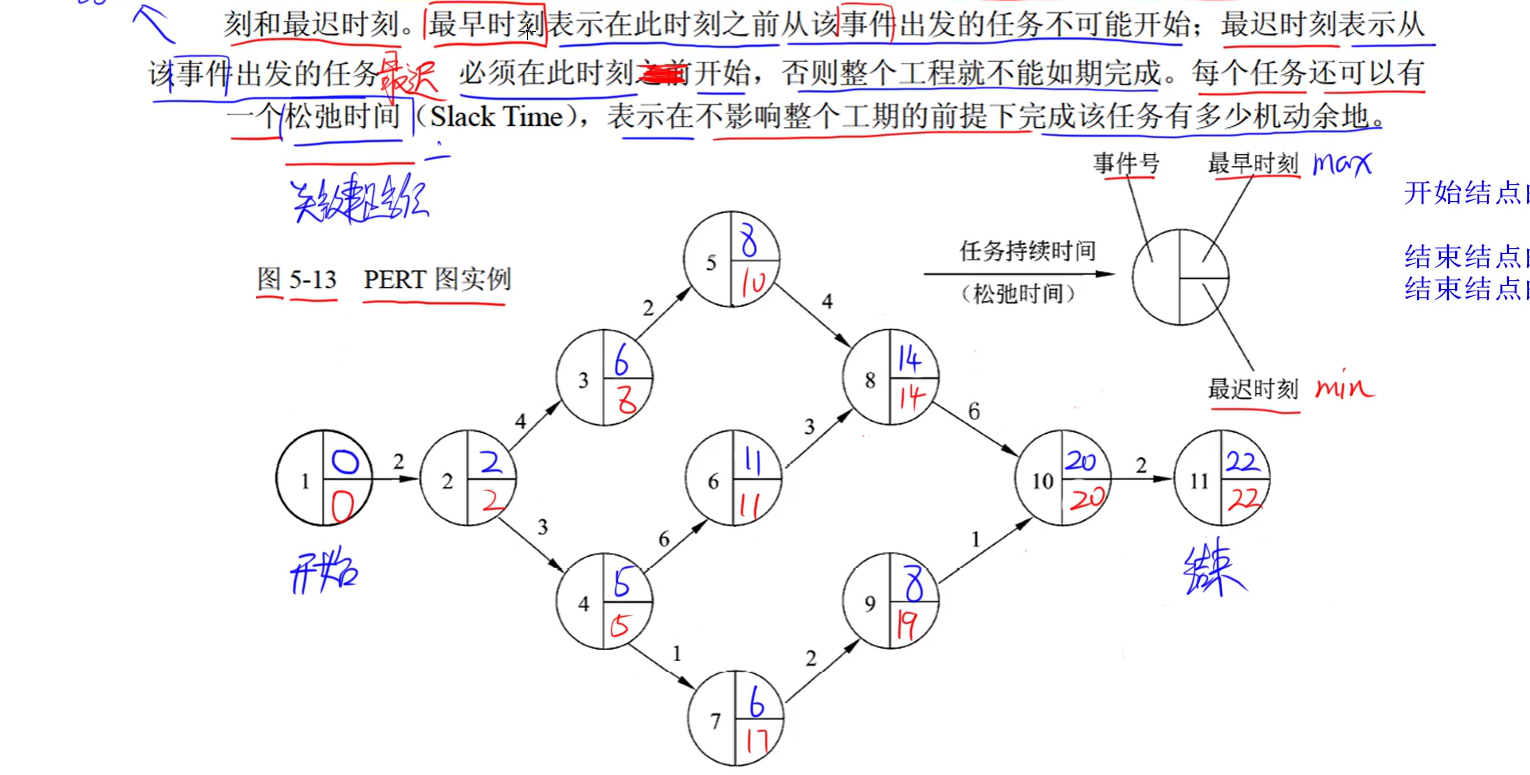 刻和最迟时刻。最早时刻表示在此时刻之前从该事件出发的任务不可能开始；最迟时刻表示从
该事件出发的任务最迟 必须在此时刻之前开始，否则整个工程就不能如期完成。每个任务还可以有
一个松弛时间（Slack Time），表示在不影响整个工期的前提下完成该任务有多少机动余地。
事件号 最早时刻 max
开始结点
任务持续时间
（松弛时间）
结束结点
结束结点
图 5-13 PERT 图实例
最迟时刻 min
5 8 10
2 4
3 6 8
8 14 14
4 3 6
1 0 0
2
2 2 2
6 11 11
10 20 20
2
11 22 22
3 6 1
开始
结束
4 5 5
9 8 19
1 2
7 6 17